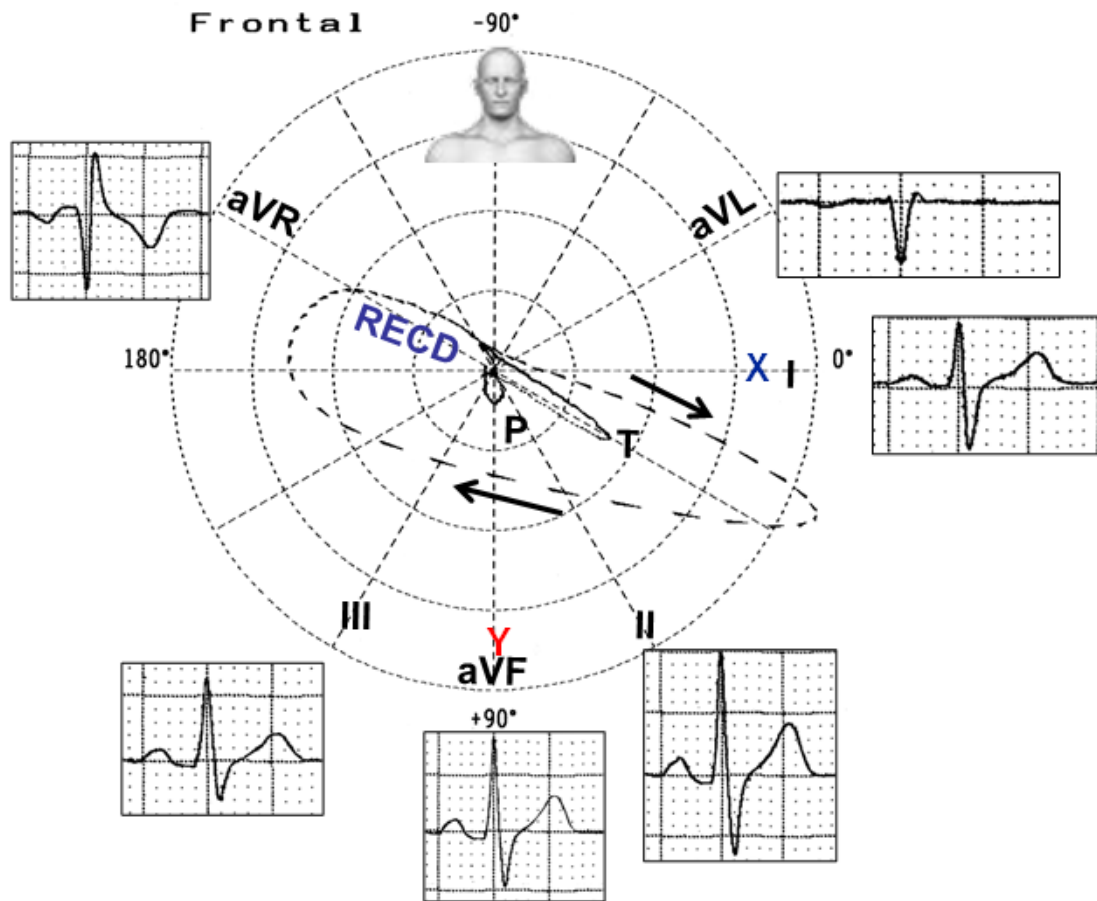 Frontal
-90°
aVR
aVL
RECD
180°
X I
0°
P
T
III
II
Y
aVF
+90°